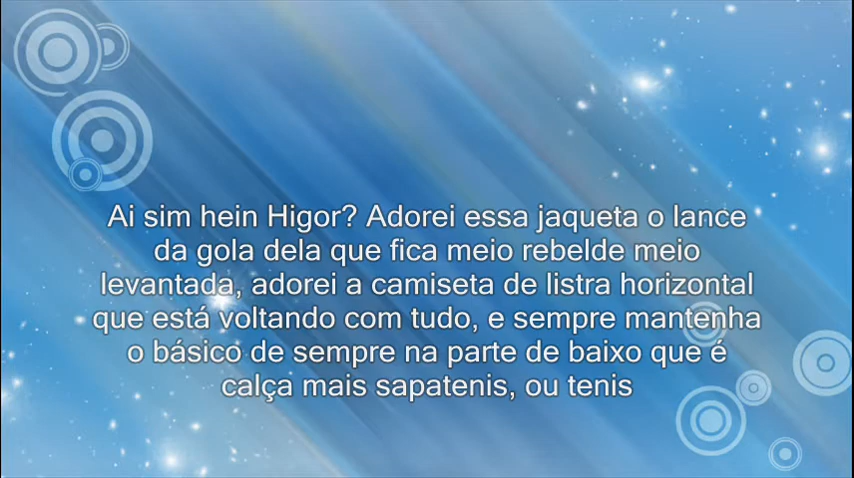 Ai sim hein Higor? Adorei essa jaqueta o lance
da gola dela que fica meio rebelde meio
levantada, adorei a camiseta de listra horizontal
que está voltando com tudo, e sempre mantenha
o básico de sempre na parte de baixo que é
calça mais sapatenis, ou tenis